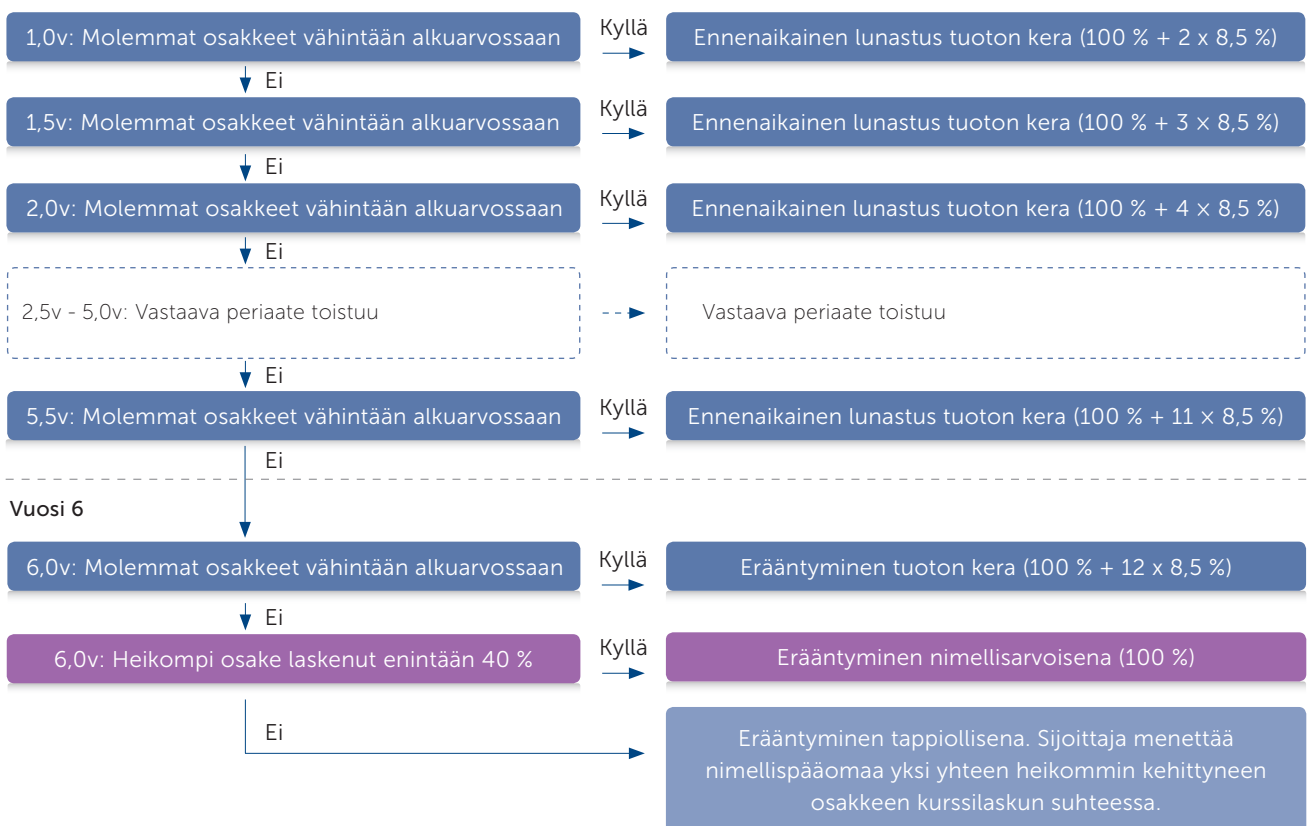 1,0v: Molemmat osakkeet vähintään alkuarvossaan
Kyllä
Ennenaikainen lunastus tuoton kera (100 % + 2 x 8,5 %)
Ei
1,5v: Molemmat osakkeet vähintään alkuarvossaan
Kyllä
Ennenaikainen lunastus tuoton kera (100 % + 3 × 8,5 %)
Ei
2,0v: Molemmat osakkeet vähintään alkuarvossaan
Kyllä
Ennenaikainen lunastus tuoton kera (100 % + 4 × 8,5 %)
Ei
2,5v - 5,0v: Vastaava periaate toistuu
Vastaava periaate toistuu
Ei
5,5v: Molemmat osakkeet vähintään alkuarvossaan
Kyllä
Ennenaikainen lunastus tuoton kera (100 % + 11 × 8,5 %)
Ei
Vuosi 6
6,0v: Molemmat osakkeet vähintään alkuarvossaan
Kyllä
Erääntyminen tuoton kera (100 % + 12 x 8,5 %)
Ei
6,0v: Heikompi osake laskenut enintään 40 %
Kyllä
Erääntyminen nimellisarvoisena (100 %)
Ei
Erääntyminen tappiollisena. Sijoittaja menettää
nimellispääomaa yksi yhteen heikommin kehittyneen
osakkeen kurssilaskun suhteessa.